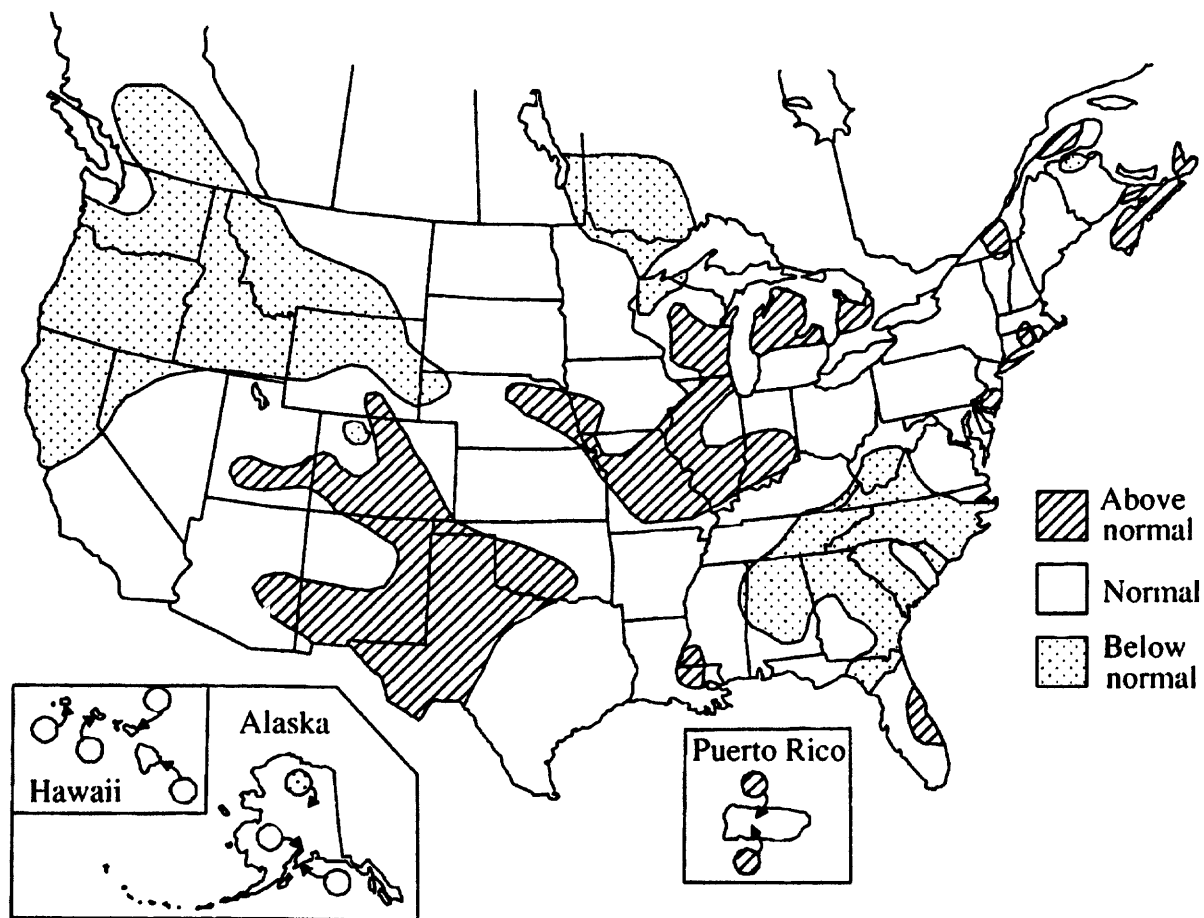 Above
normal
Normal
Below
normal
Alaska
Hawaii
Puerto Rico